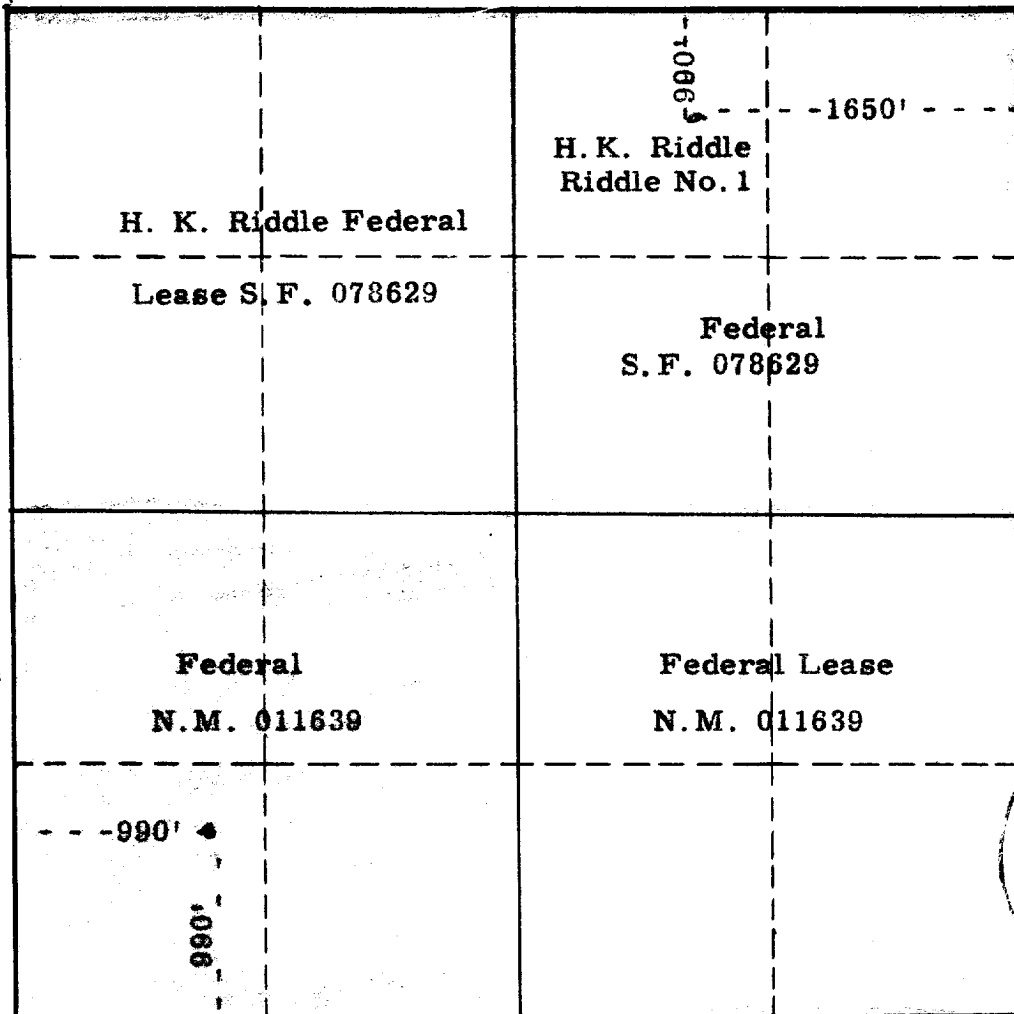 990'
1650'
H. K. Riddle
Riddle No. 1
H. K. Riddle Federal
Lease S. F. 078629
Federal
S. F. 078629
Federal
N.M. 011639
Federal Lease
N.M. 011639
990'
990'